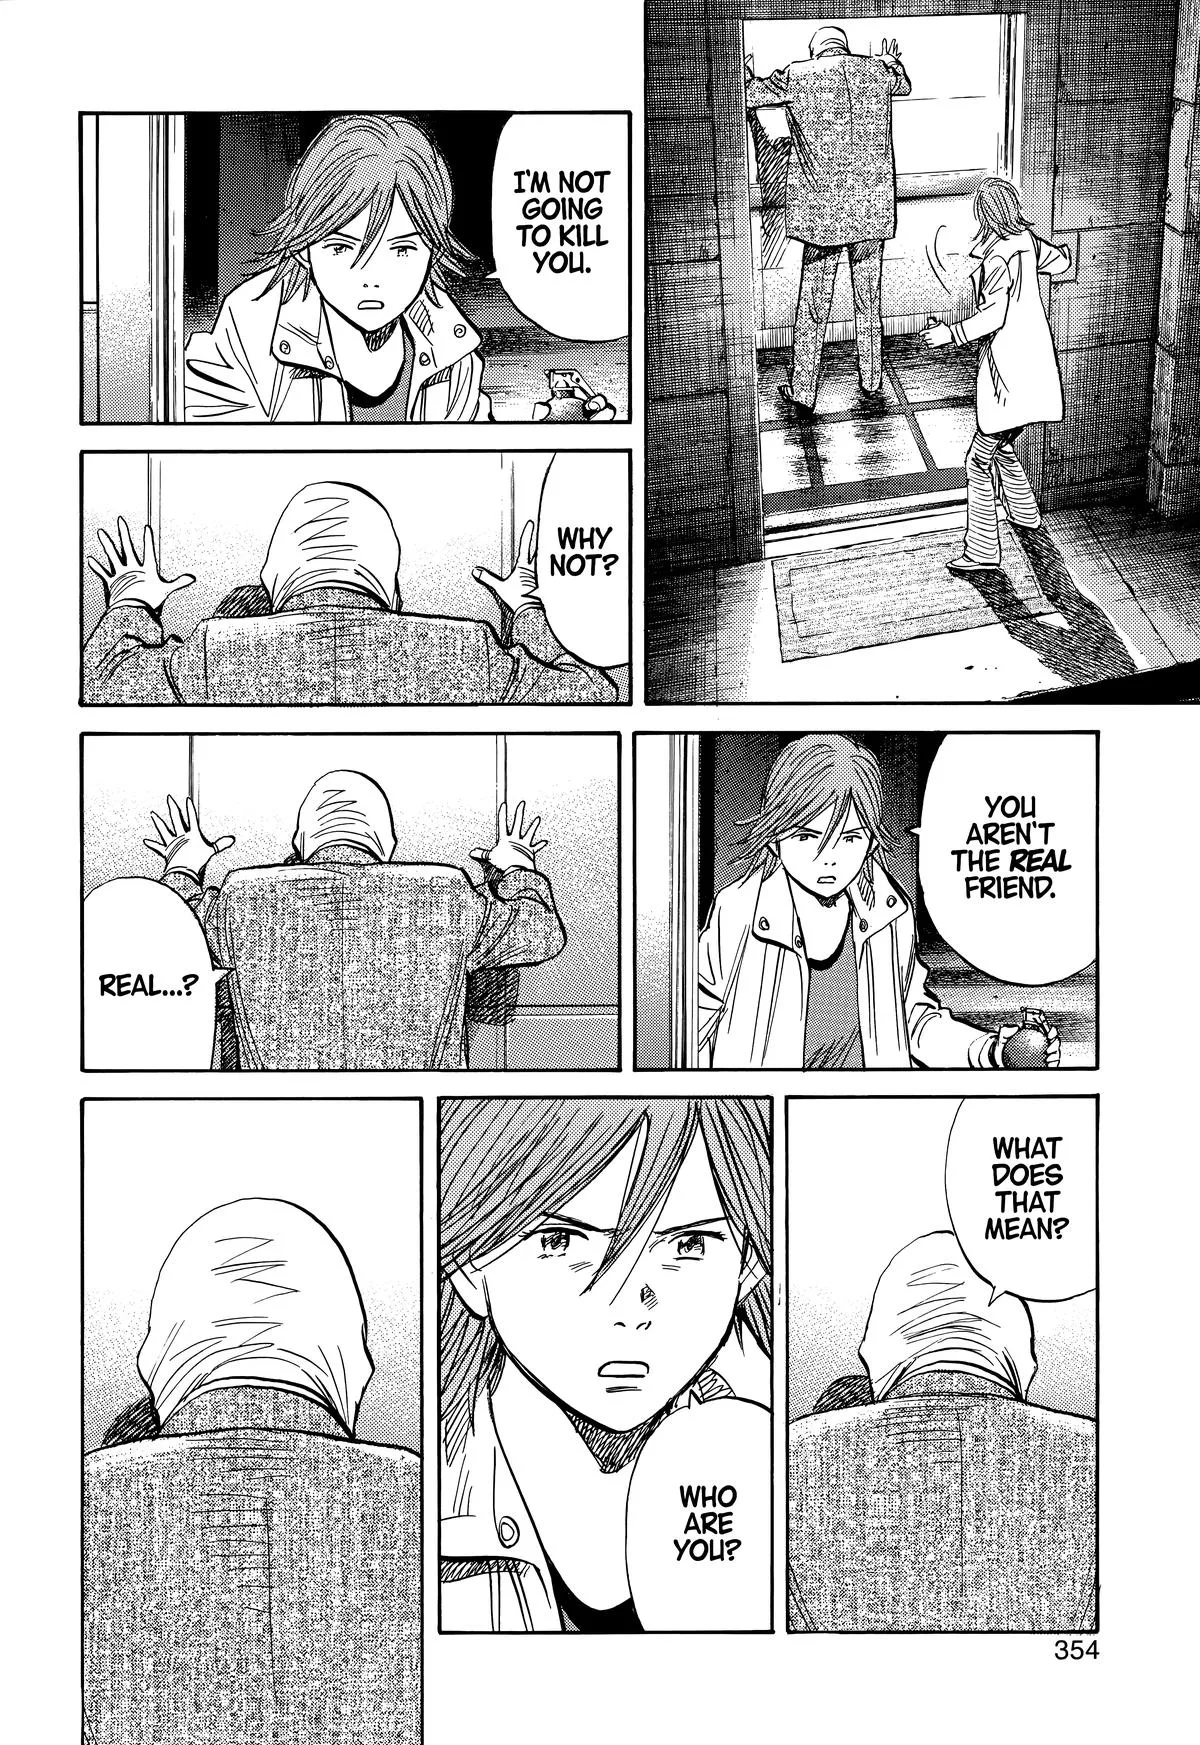 I'M NOT
GOING
TO KILL
YOU.
WHY
NOT?
YOU
AREN'T
THE REAL
FRIEND.
REAL...?
WHAT
DOES
THAT
MEAN?
WHO
ARE
YOU?
354